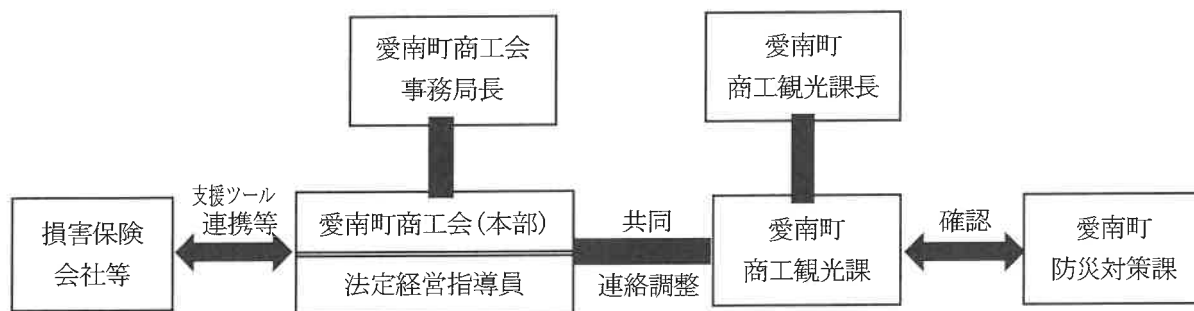 愛南町商工会
事務局長
愛南町
商工観光課長
損害保険
会社等
支援ツール
連携等
愛南町商工会(本部)
法定経営指導員
共同
連絡調整
愛南町
商工観光課
確認
愛南町
防災対策課